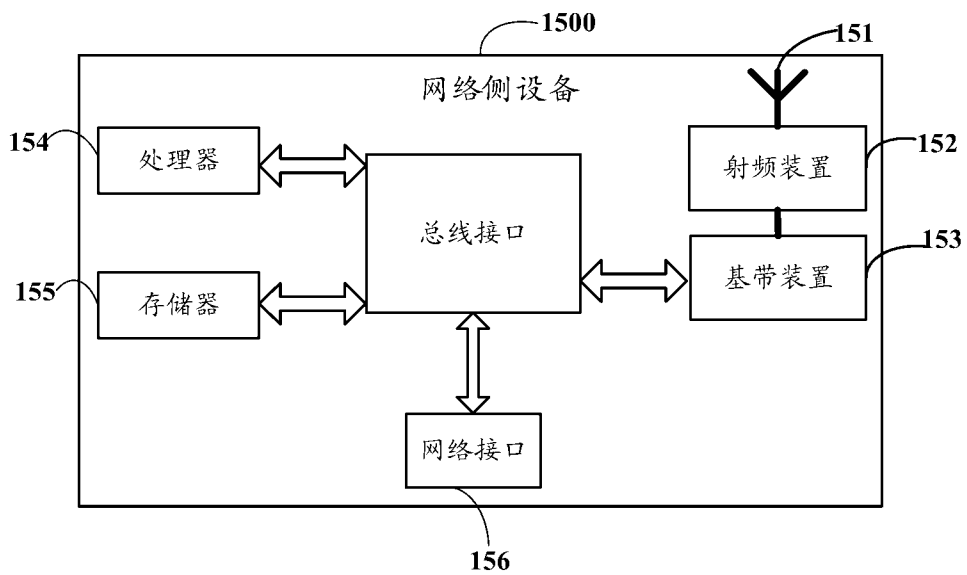 1500
151
网络侧设备
154
处理器
152
射频装置
总线接口
153
基带装置
155
存储器
网络接口
156